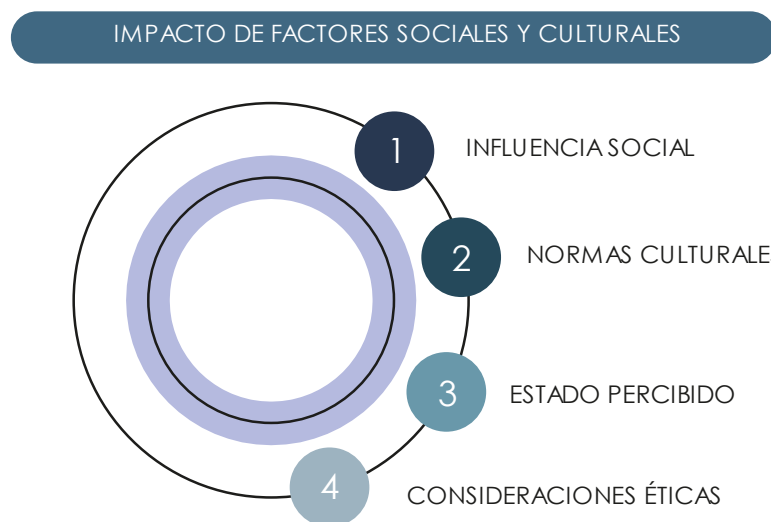 IMPACTO DE FACTORES SOCIALES Y CULTURALES
1 INFLUENCIA SOCIAL
2 NORMAS CULTURALE
3 ESTADO PERCIBIDO
4 CONSIDERACIONES ÉTICAS